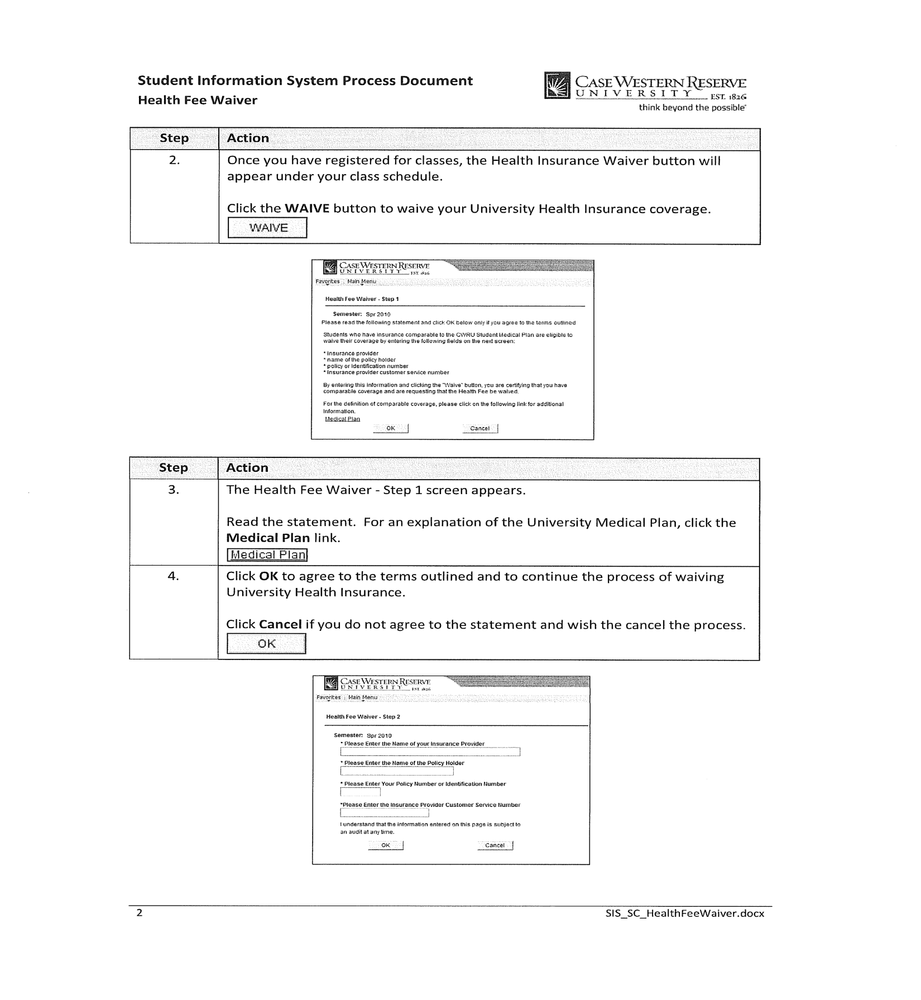 Student Information System Process Document
Health Fee Waiver
CASE WESTERN RESERVE
UNIVERSITY EST. 1826
think beyond the possible®
Step Action
2. Once you have registered for classes, the Health Insurance Waiver button will
appear under your class schedule.
Click the WAIVE button to waive your University Health Insurance coverage.
WAIVE
CASE WESTERN RESERVE
UNIVERSITY EST. 1826
Favorites Main Menu
Health Fee Waiver - Step 1
Semester: Spr 2010
Please read the following statement and click OK below only if you agree to the terms outlined
Students who have insurance comparable to the CWRU Student Medical Plan are eligible to
waive their coverage by entering the following fields on the next screen:
* Insurance provider
* name of the policy holder
* policy or identification number
* Insurance provider customer service number
By entering this information and clicking the "Waive" button, you are certifying that you have
comparable coverage and are requesting that the Health Fee be waived.
For the definition of comparable coverage, please click on the following link for additional
Information.
Medical Plan
OK Cancel
Step Action
3. The Health Fee Waiver - Step 1 screen appears.
Read the statement. For an explanation of the University Medical Plan, click the
Medical Plan link.
Medical Plan
4. Click OK to agree to the terms outlined and to continue the process of waiving
University Health Insurance.
Click Cancel if you do not agree to the statement and wish the cancel the process.
OK
CASE WESTERN RESERVE
UNIVERSITY EST. 1826
Favorites Main Menu
Health Fee Waiver - Step 2
Semester: Spr 2010
* Please Enter the Name of your Insurance Provider
* Please Enter the Name of the Policy Holder
* Please Enter Your Policy Number or Identification Number
*Please Enter the Insurance Provider Customer Service Number
I understand that the information entered on this page is subject to
an audit at any time.
OK Cancel
2 SIS_SC_HealthFeeWaiver.docx